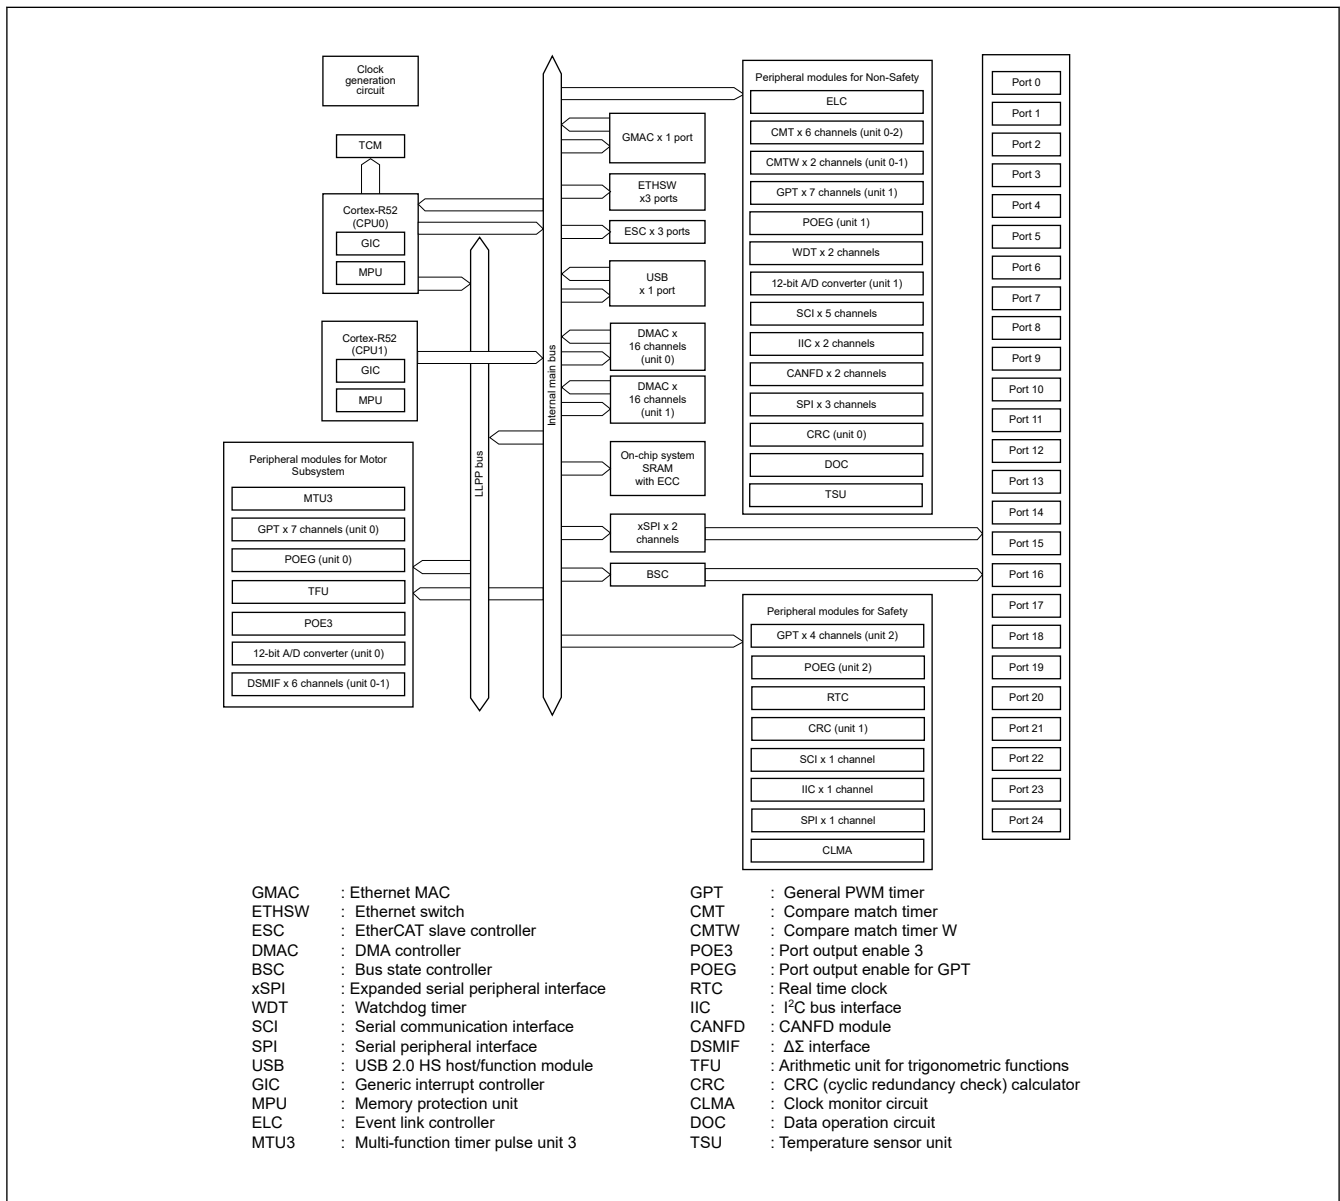 Clock
generation
circuit
TCM
Cortex-R52
(CPU0)
GIC
MPU
Cortex-R52
(CPU1)
GIC
MPU
Peripheral modules for Motor
Subsystem
MTU3
GPT x 7 channels (unit 0)
POEG (unit 0)
TFU
POE3
12-bit A/D converter (unit 0)
DSMIF x 6 channels (unit 0-1)
LLPP bus
Internal main bus
GMAC x 1 port
ETHSW
x3 ports
ESC x 3 ports
USB
x 1 port
DMAC x
16 channels
(unit 0)
DMAC x
16 channels
(unit 1)
On-chip system
SRAM
with ECC
xSPI x 2
channels
BSC
Peripheral modules for Non-Safety
ELC
CMT x 6 channels (unit 0-2)
CMTW x 2 channels (unit 0-1)
GPT x 7 channels (unit 1)
POEG (unit 1)
WDT x 2 channels
12-bit A/D converter (unit 1)
SCI x 5 channels
IIC x 2 channels
CANFD x 2 channels
SPI x 3 channels
CRC (unit 0)
DOC
TSU
Peripheral modules for Safety
GPT x 4 channels (unit 2)
POEG (unit 2)
RTC
CRC (unit 1)
SCI x 1 channel
IIC x 1 channel
SPI x 1 channel
CLMA
Port 0
Port 1
Port 2
Port 3
Port 4
Port 5
Port 6
Port 7
Port 8
Port 9
Port 10
Port 11
Port 12
Port 13
Port 14
Port 15
Port 16
Port 17
Port 18
Port 19
Port 20
Port 21
Port 22
Port 23
Port 24
GMAC : Ethernet MAC
ETHSW : Ethernet switch
ESC : EtherCAT slave controller
DMAC : DMA controller
BSC : Bus state controller
xSPI : Expanded serial peripheral interface
WDT : Watchdog timer
SCI : Serial communication interface
SPI : Serial peripheral interface
USB : USB 2.0 HS host/function module
GIC : Generic interrupt controller
MPU : Memory protection unit
ELC : Event link controller
MTU3 : Multi-function timer pulse unit 3
GPT : General PWM timer
CMT : Compare match timer
CMTW : Compare match timer W
POE3 : Port output enable 3
POEG : Port output enable for GPT
RTC : Real time clock
IIC : I²C bus interface
CANFD : CANFD module
DSMIF : ΔΣ interface
TFU : Arithmetic unit for trigonometric functions
CRC : CRC (cyclic redundancy check) calculator
CLMA : Clock monitor circuit
DOC : Data operation circuit
TSU : Temperature sensor unit